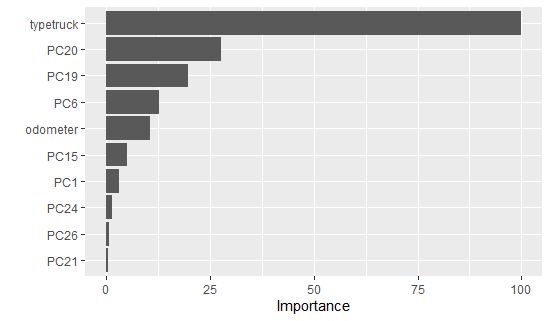 typetruck
PC20
PC19
PC6
odometer
PC15
PC1
PC24
PC26
PC21
0 25 50 75 100
Importance